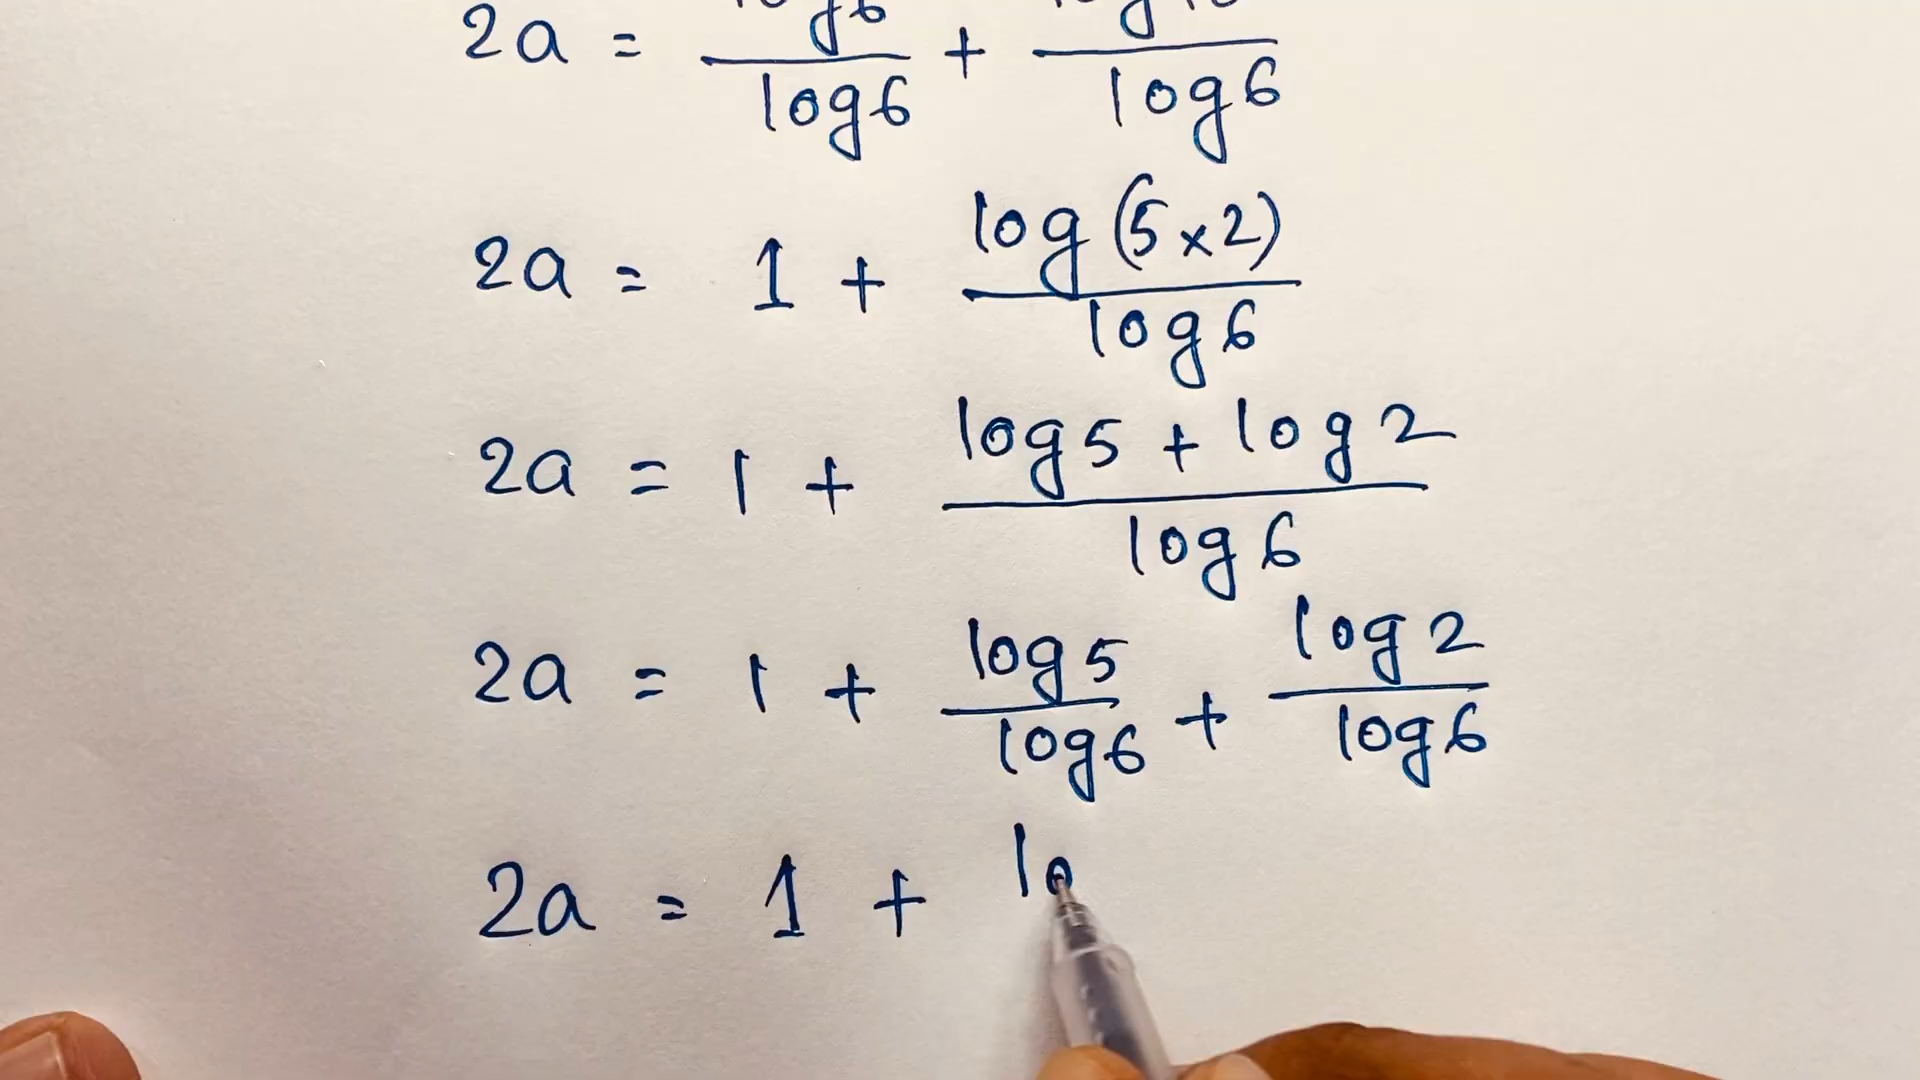 2a = log6/log6 + log10/log6
2a = 1 + log(5×2)/log6
2a = 1 + (log5 + log2)/log6
2a = 1 + log5/log6 + log2/log6
2a = 1 + lo